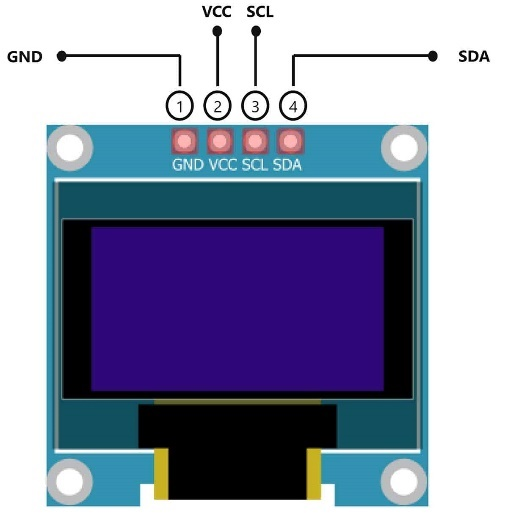 VCC SCL
GND SDA
1 2 3 4
GND VCC SCL SDA